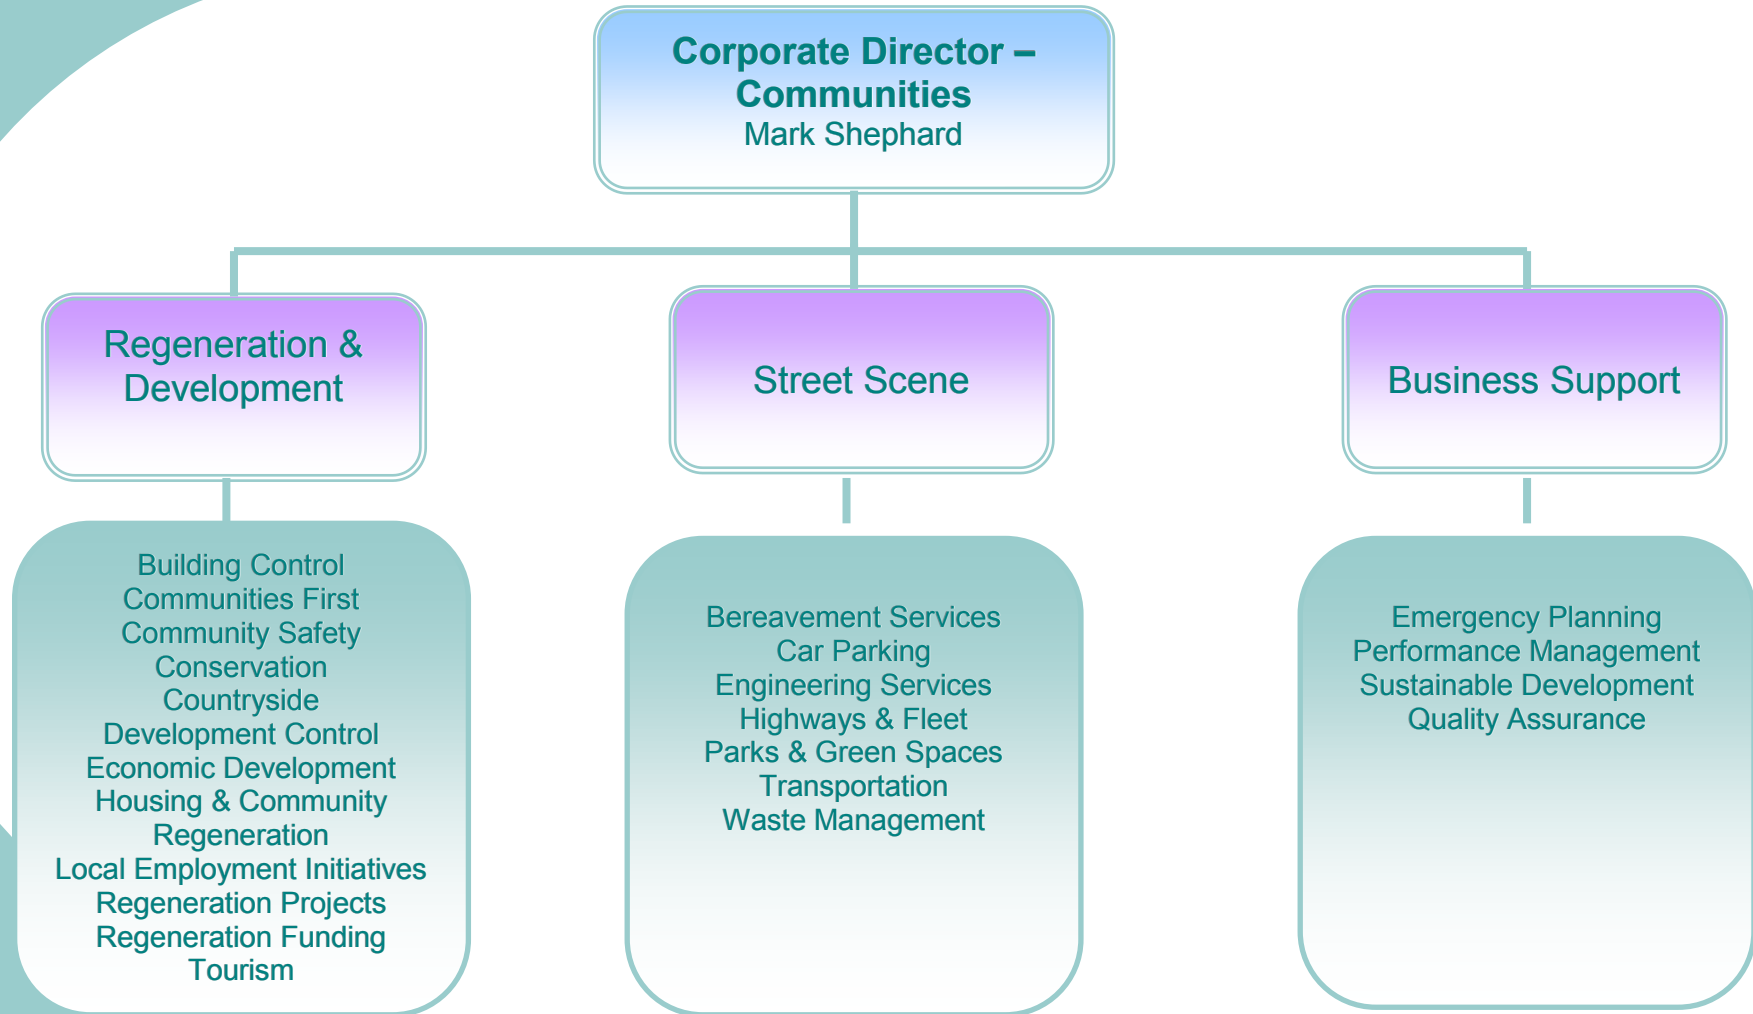 Corporate Director –
Communities
Mark Shephard
Regeneration &
Development
Street Scene
Business Support
Building Control
Communities First
Community Safety
Conservation
Countryside
Development Control
Economic Development
Housing & Community
Regeneration
Local Employment Initiatives
Regeneration Projects
Regeneration Funding
Tourism
Bereavement Services
Car Parking
Engineering Services
Highways & Fleet
Parks & Green Spaces
Transportation
Waste Management
Emergency Planning
Performance Management
Sustainable Development
Quality Assurance